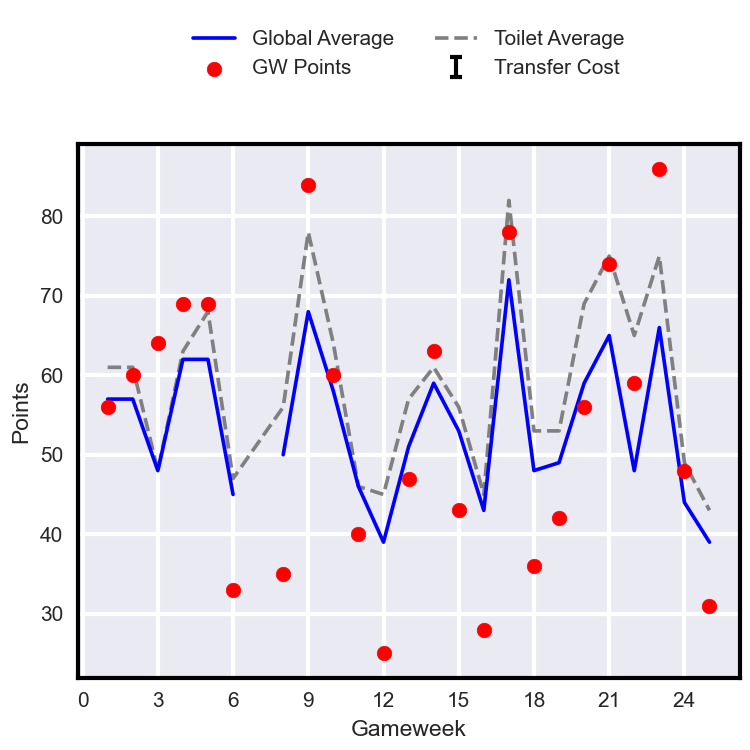 Global Average
Toilet Average
GW Points
Transfer Cost
80
70
60
50
40
30
Points
0 3 6 9 12 15 18 21 24
Gameweek